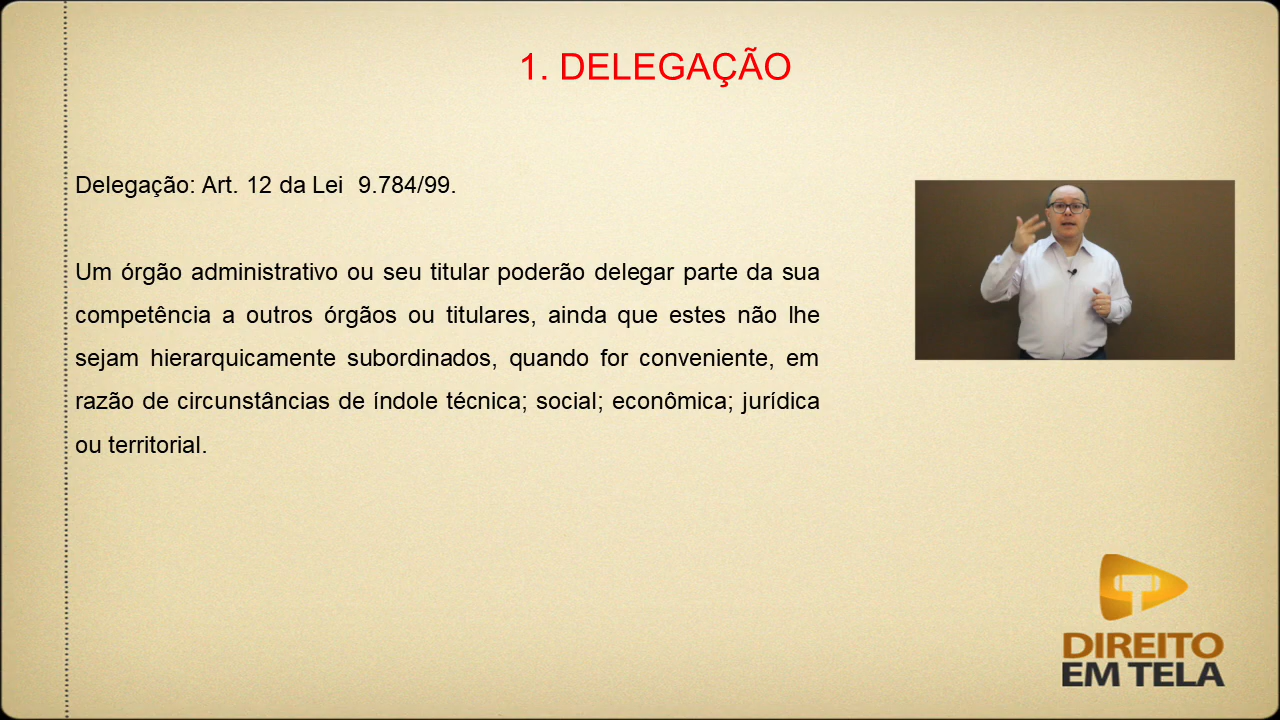 1. DELEGAÇÃO
Delegação: Art. 12 da Lei 9.784/99.
Um órgão administrativo ou seu titular poderão delegar parte da sua
competência a outros órgãos ou titulares, ainda que estes não lhe
sejam hierarquicamente subordinados, quando for conveniente, em
razão de circunstâncias de índole técnica; social; econômica; jurídica
ou territorial.
DIREITO
EM TELA